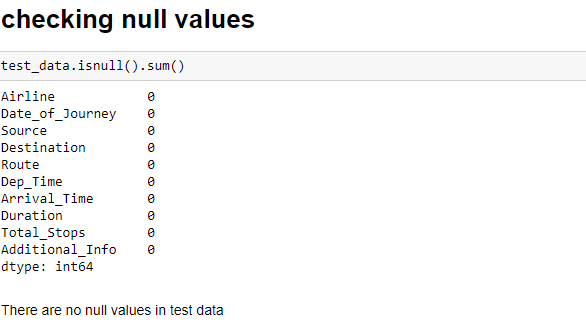 checking null values
test_data.isnull().sum()
Airline 0
Date_of_Journey 0
Source 0
Destination 0
Route 0
Dep_Time 0
Arrival_Time 0
Duration 0
Total_Stops 0
Additional_Info 0
dtype: int64
There are no null values in test data